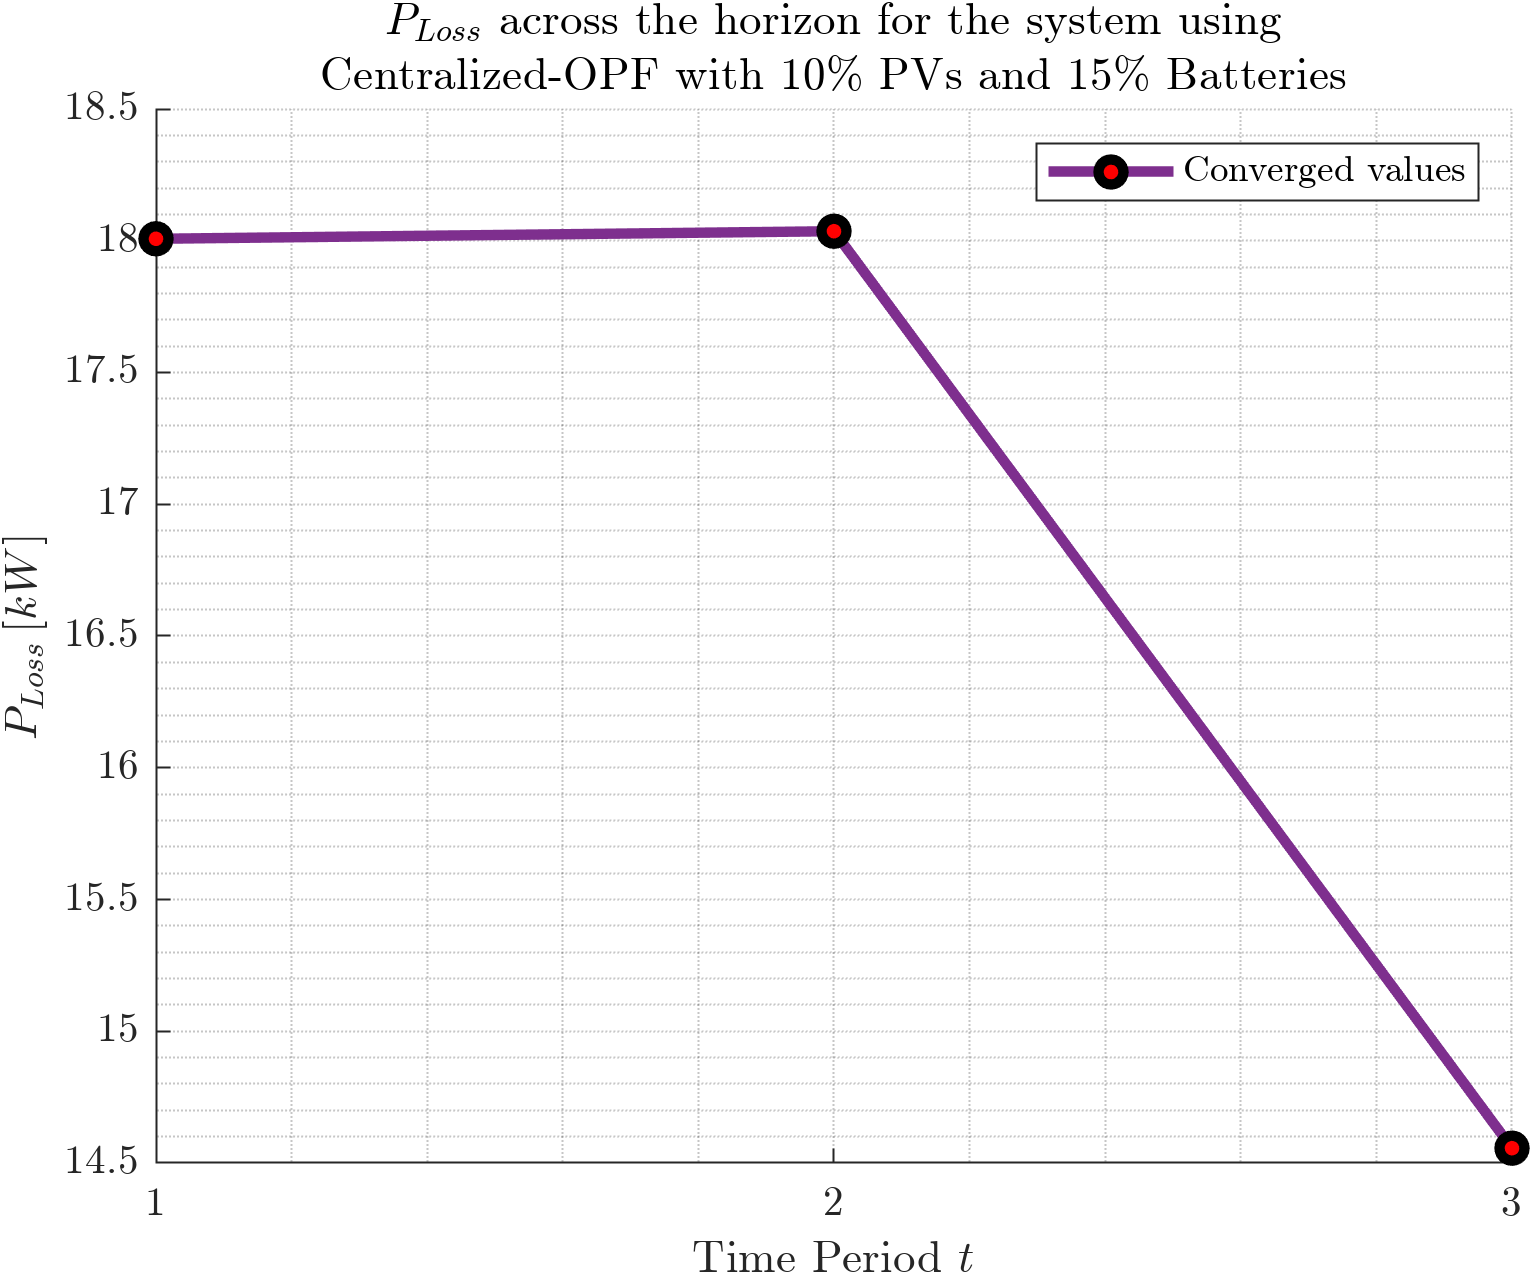 P_Loss across the horizon for the system using
Centralized-OPF with 10% PVs and 15% Batteries
Converged values
18.5
18
17.5
17
16.5
16
15.5
15
14.5
P_Loss [kW]
1 2 3
Time Period t